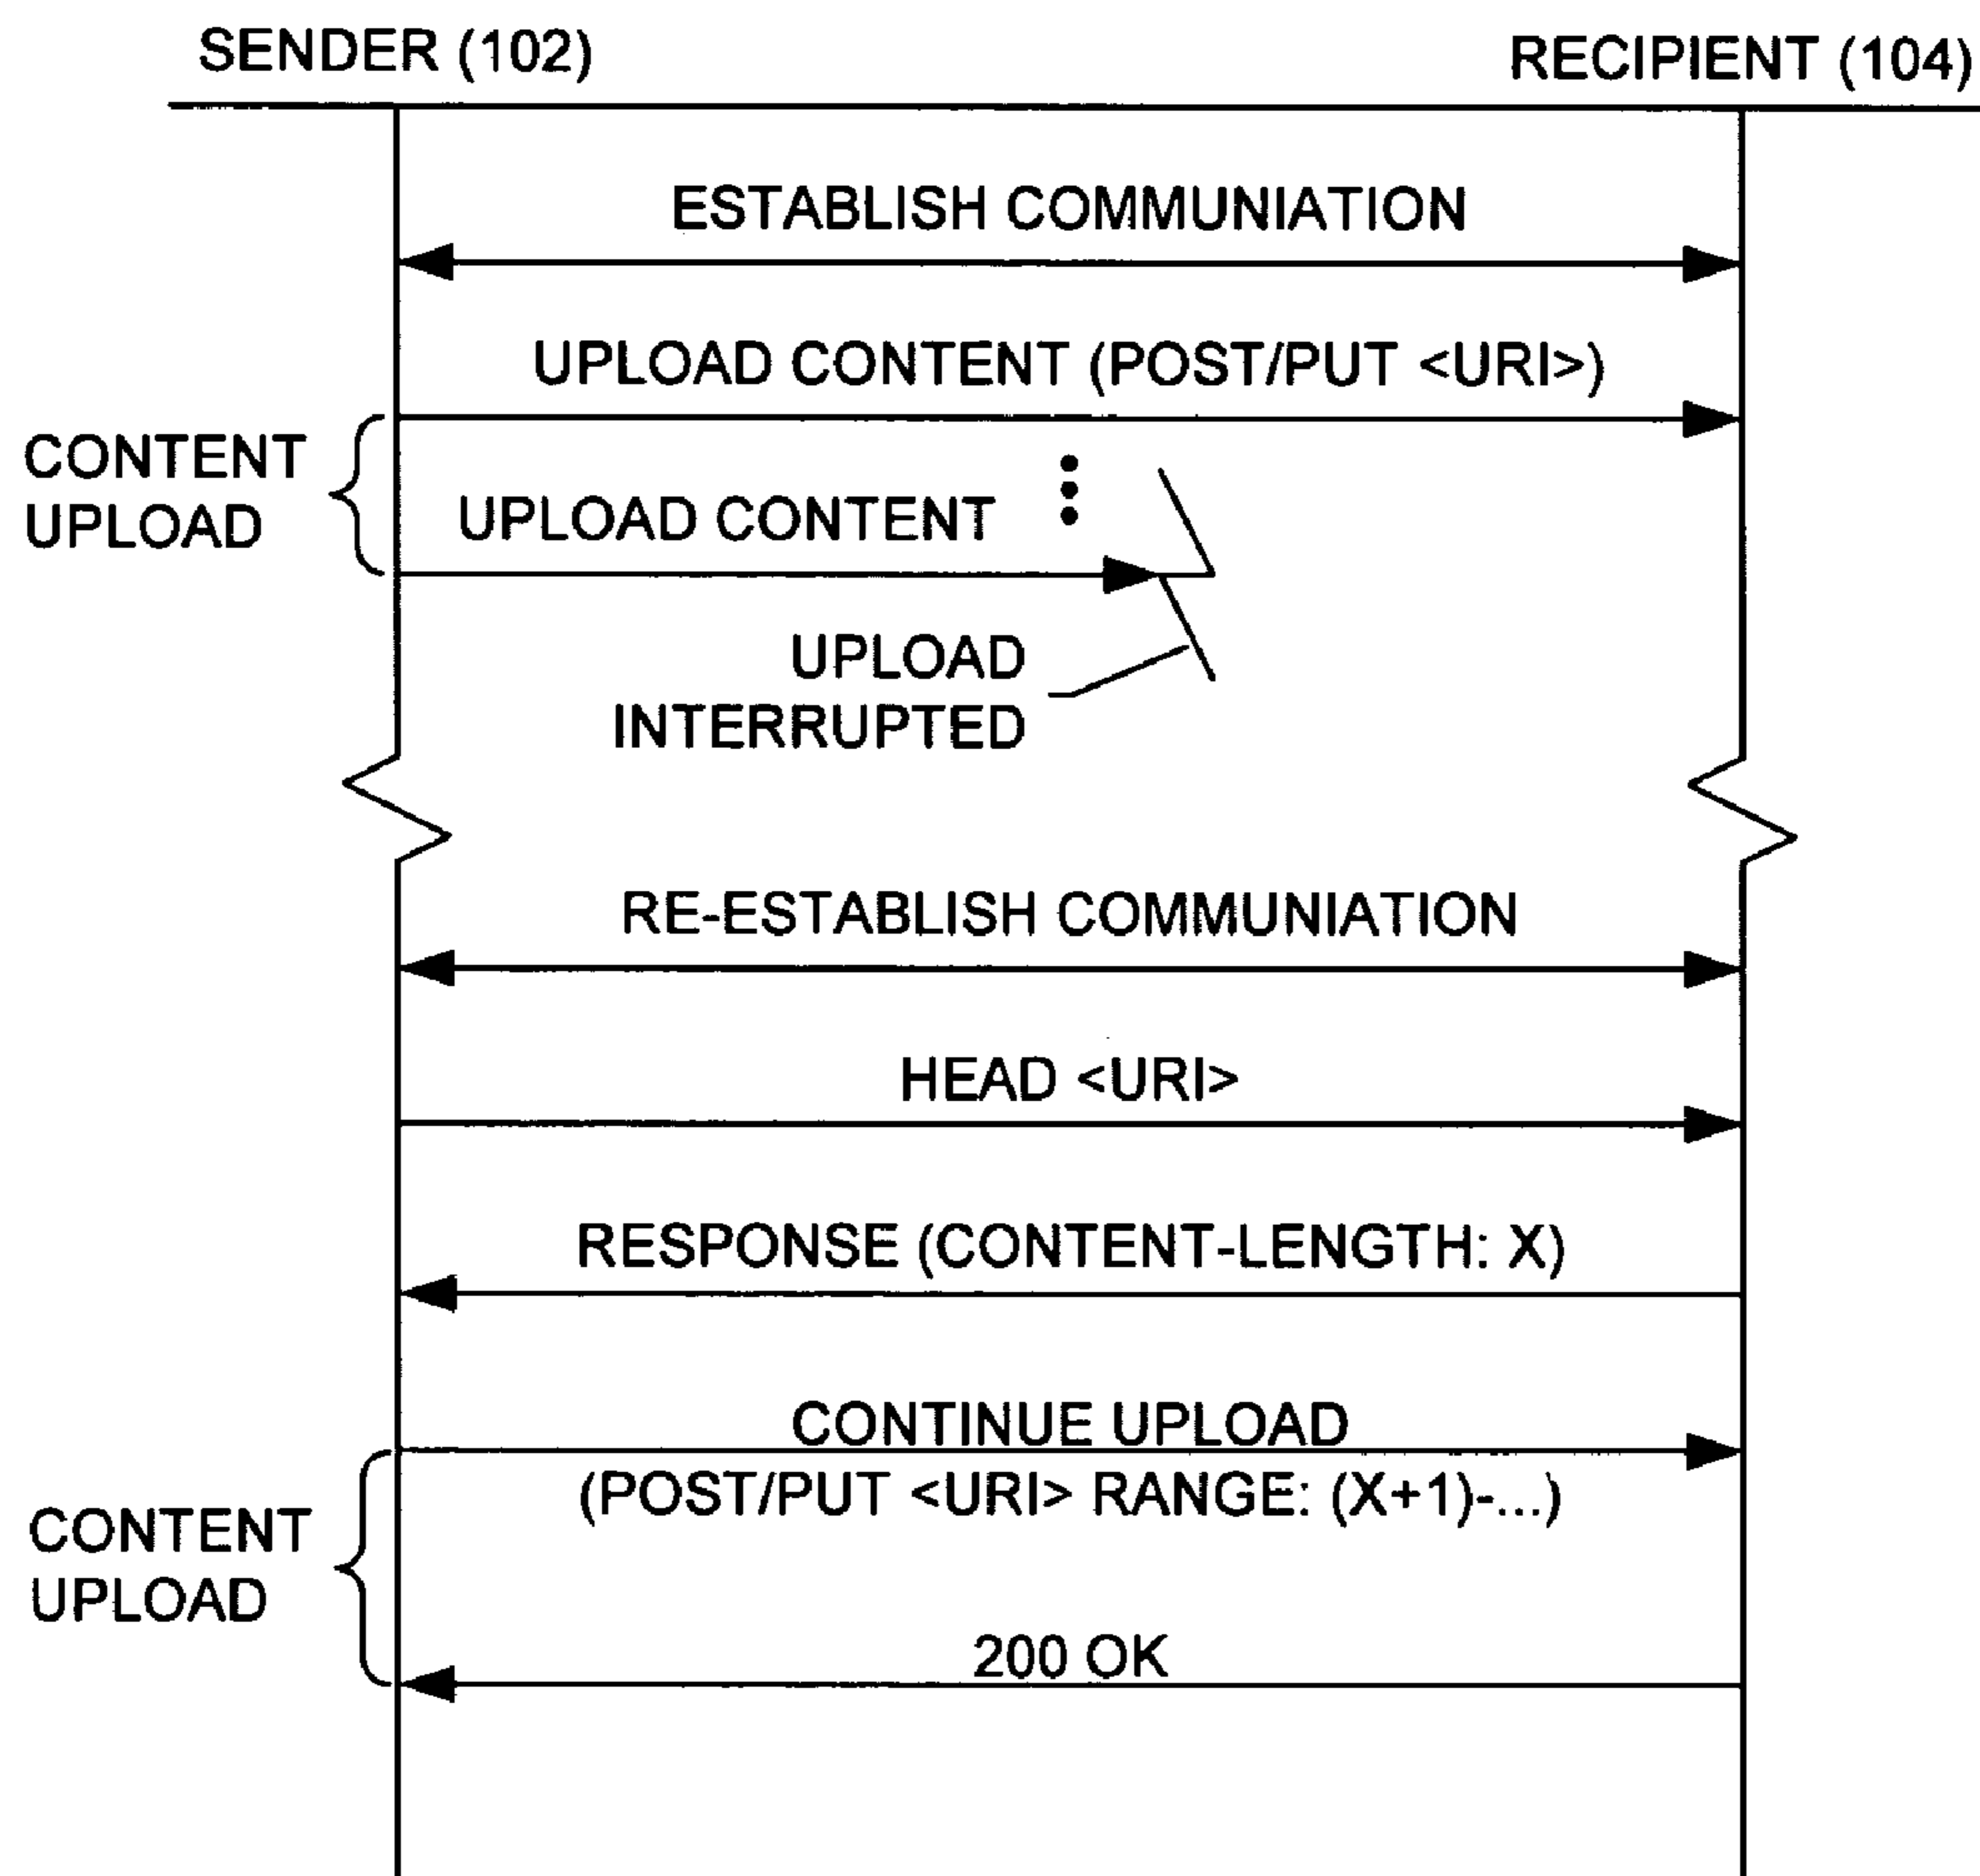 SENDER (102)
RECIPIENT (104)
ESTABLISH COMMUNIATION
UPLOAD CONTENT (POST/PUT <URI>)
CONTENT
UPLOAD
UPLOAD CONTENT
UPLOAD
INTERRUPTED
RE-ESTABLISH COMMUNIATION
HEAD <URI>
RESPONSE (CONTENT-LENGTH: X)
CONTINUE UPLOAD
(POST/PUT <URI> RANGE: (X+1)-...)
CONTENT
UPLOAD
200 OK